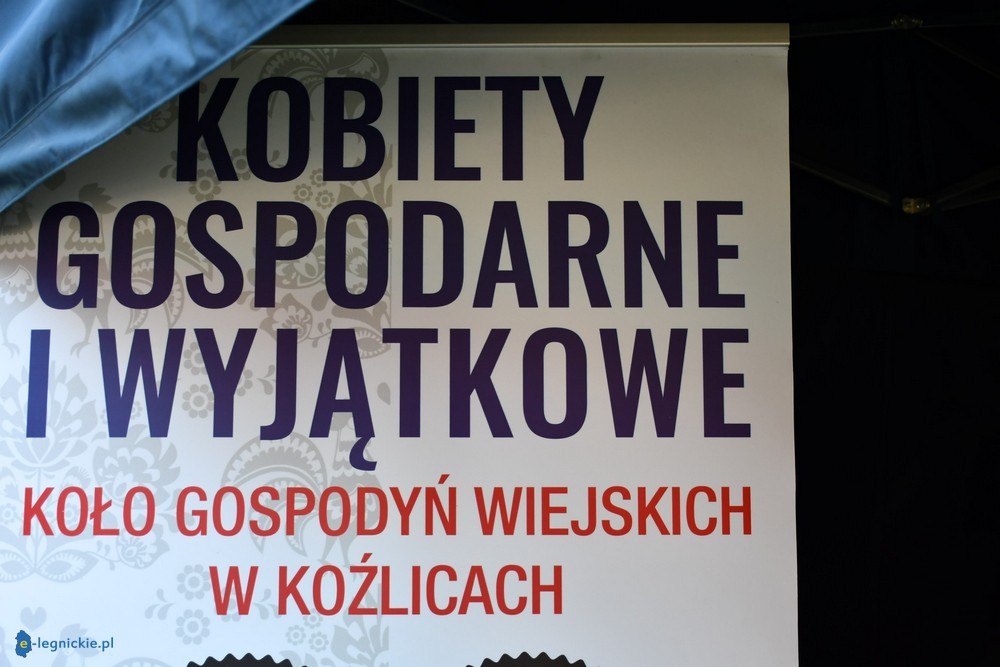 KOBIETY
GOSPODARNE
I WYJĄTKOWE
KOŁO GOSPODYŃ WIEJSKICH
W KOŹLICACH
e-legnickie.pl